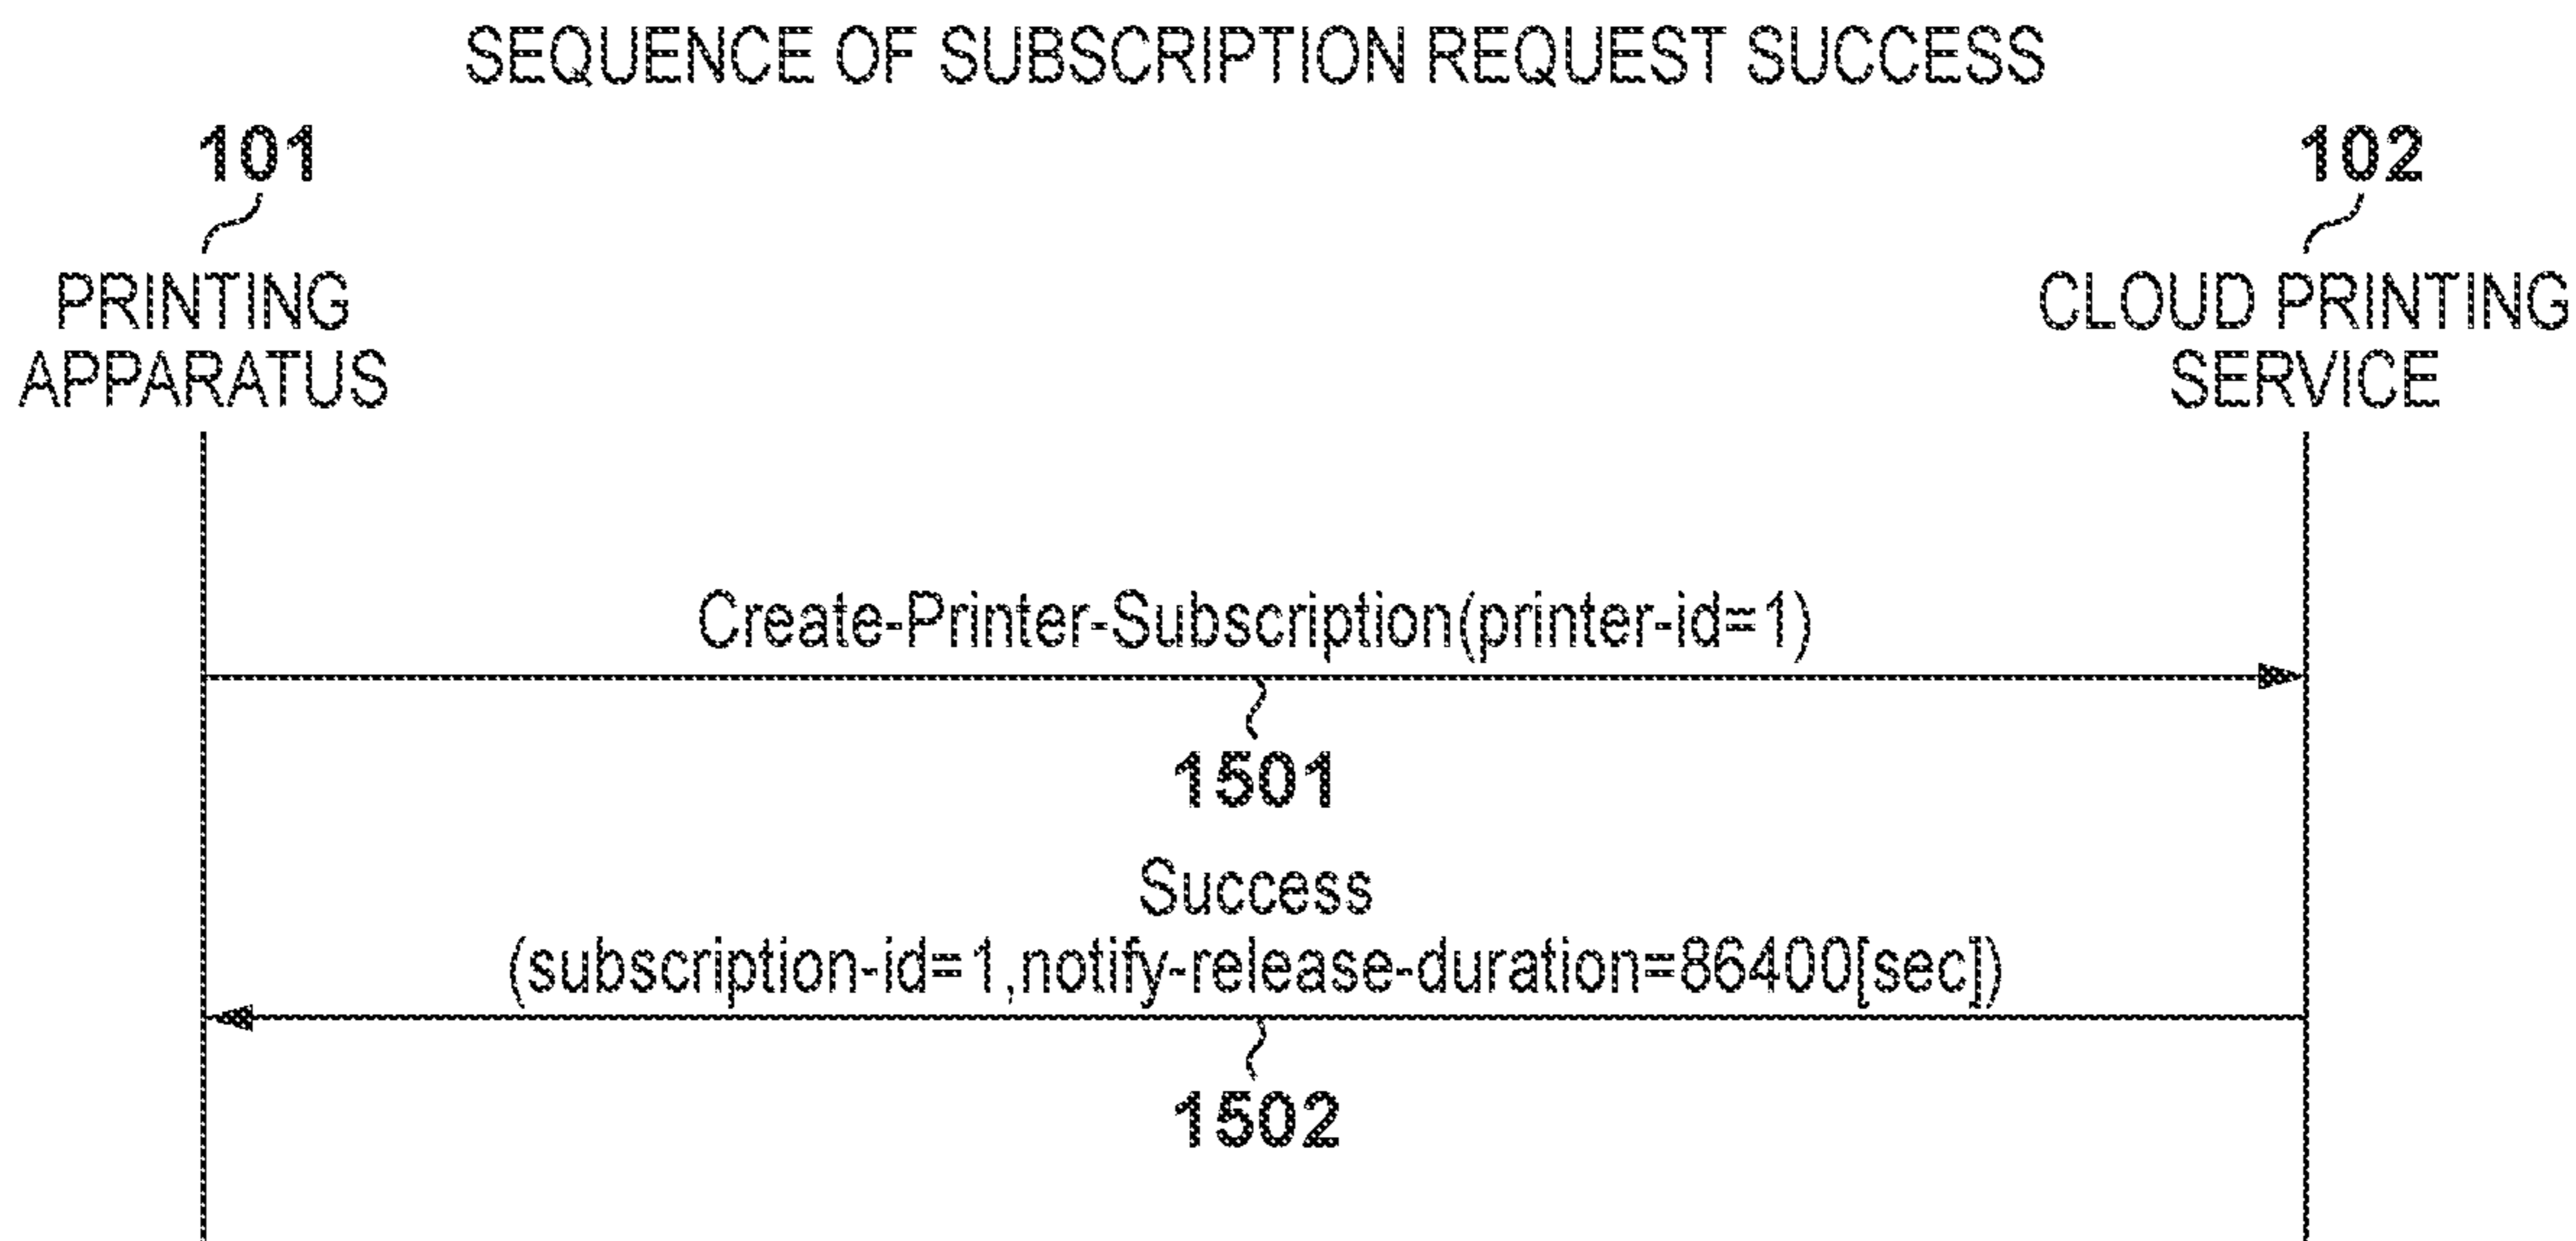 SEQUENCE OF SUBSCRIPTION REQUEST SUCCESS
101
102
PRINTING
APPARATUS
CLOUD PRINTING
SERVICE
Create-Printer-Subscription(printer-id=1)
1501
Success
(subscription-id=1,notify-release-duration=86400[sec])
1502